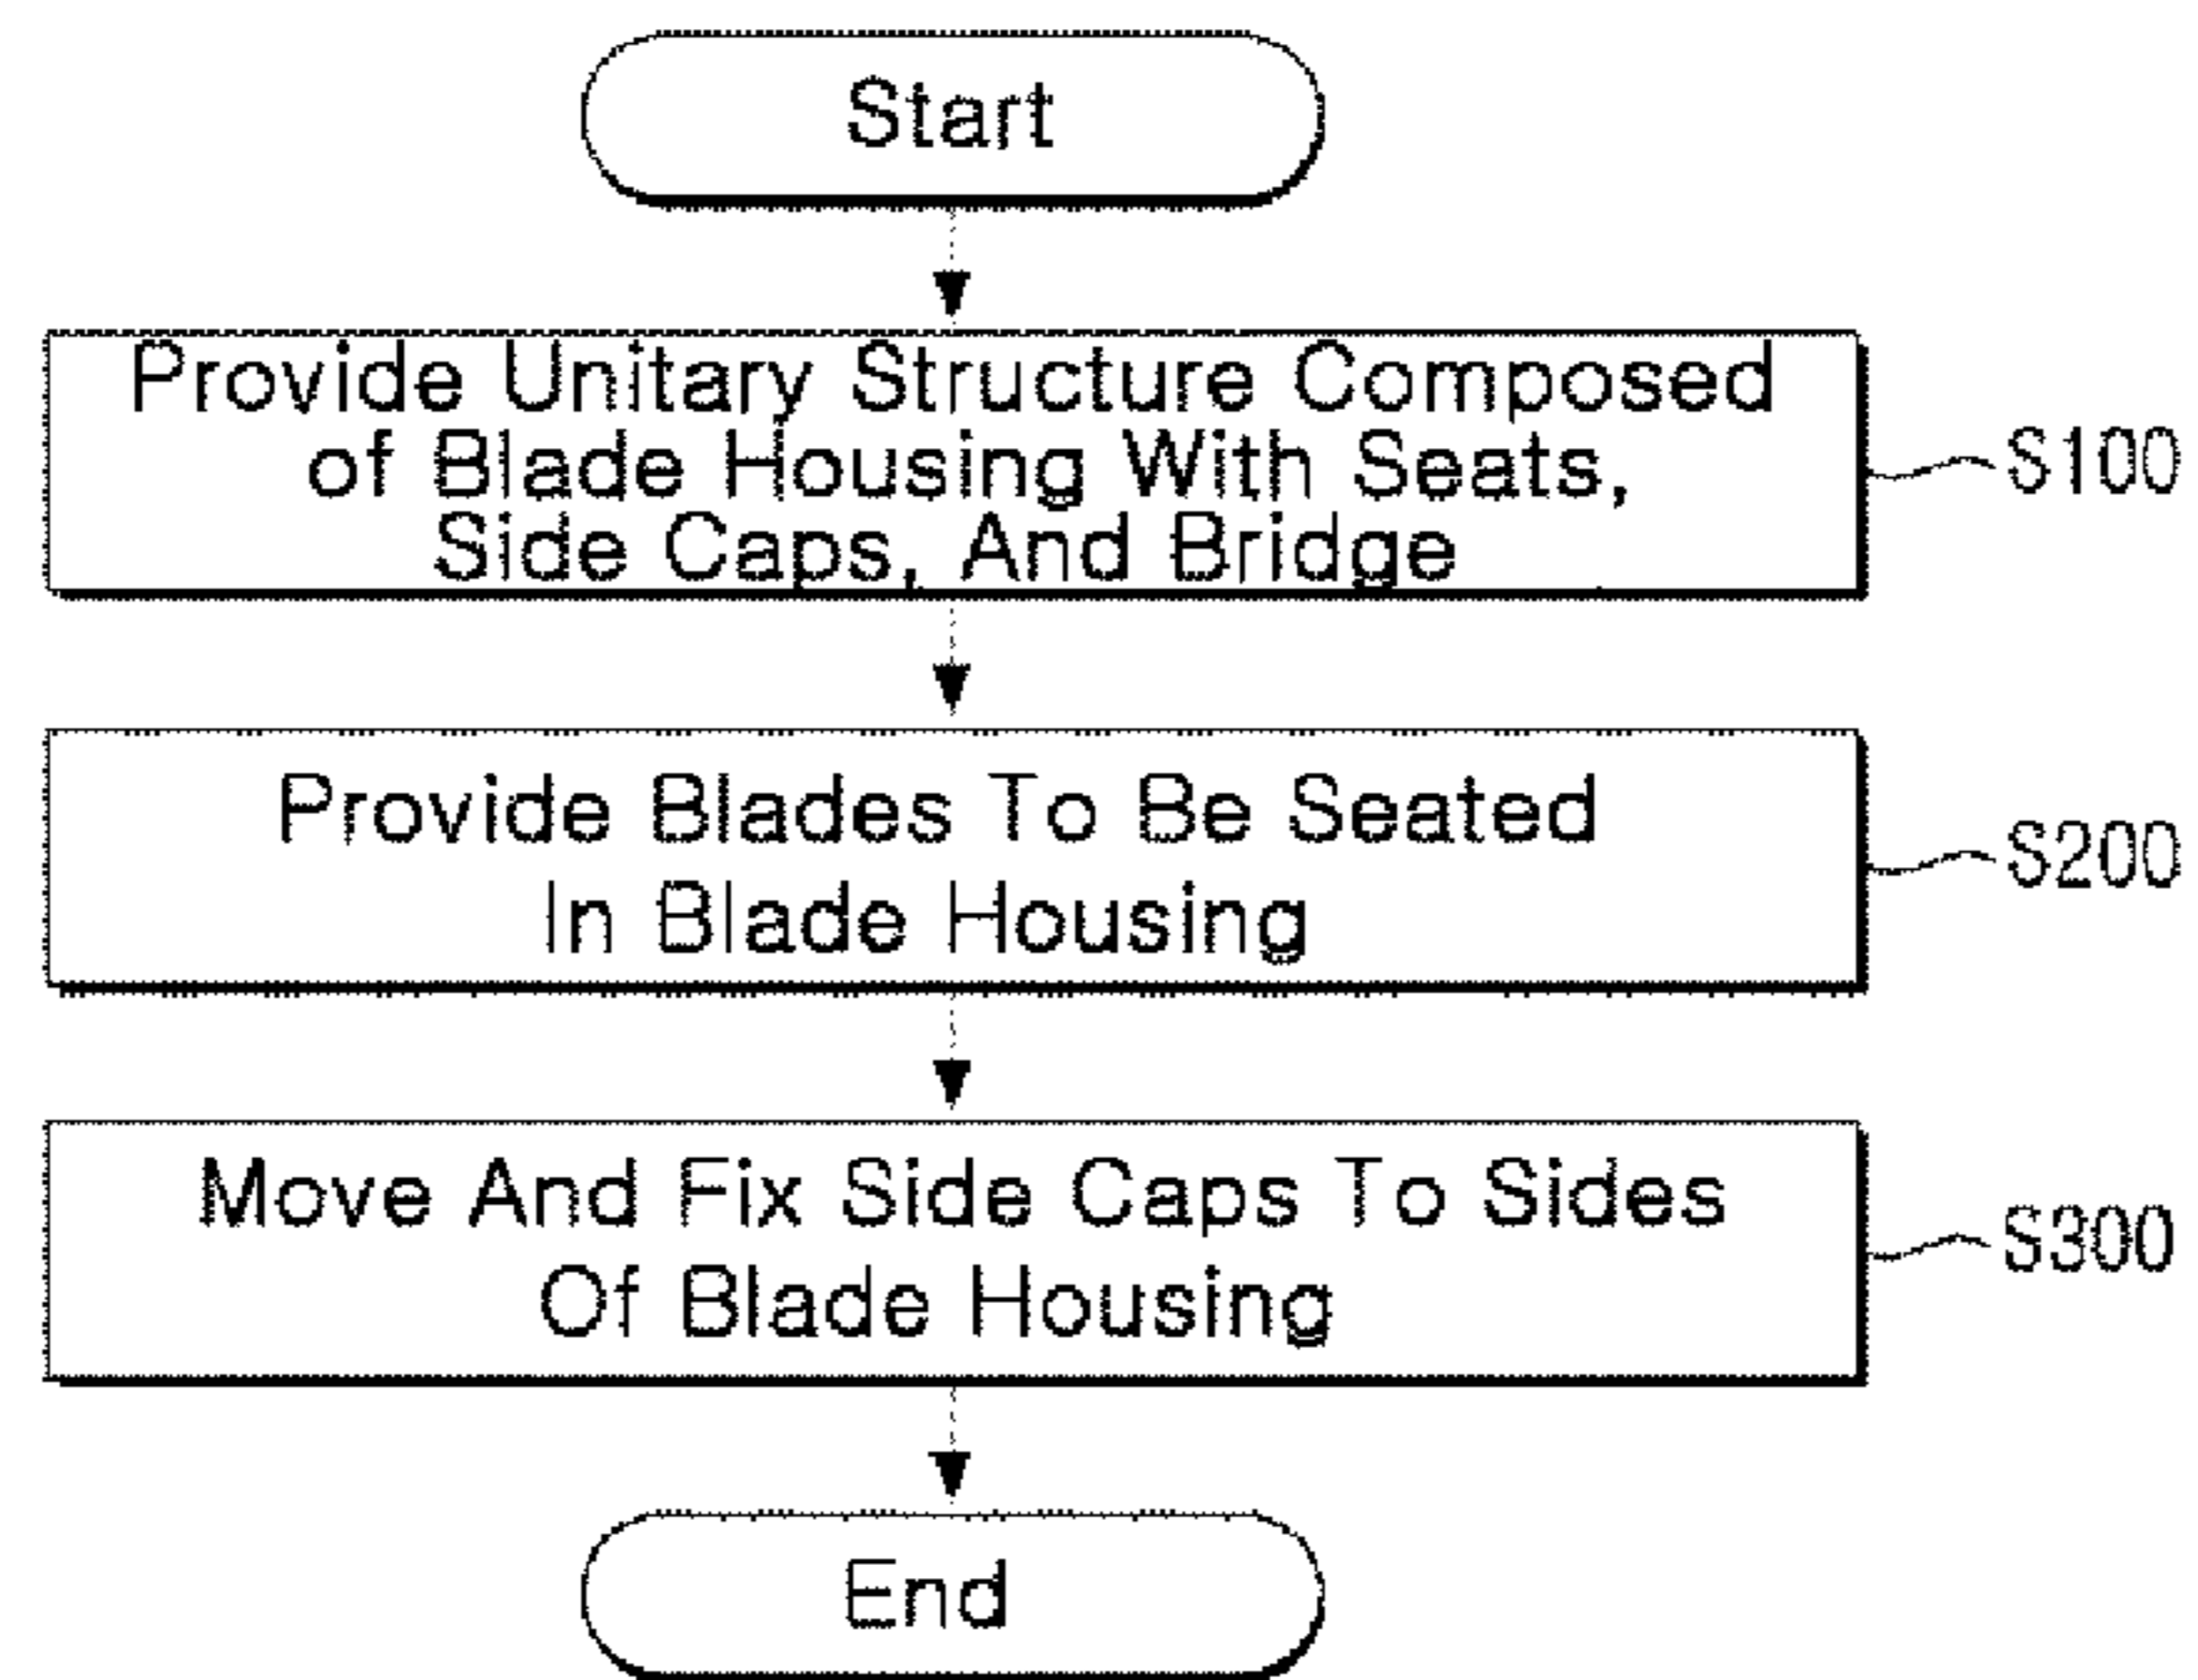 Start
Provide Unitary Structure Composed
of Blade Housing With Seats,
Side Caps, And Bridge
S100
Provide Blades To Be Seated
In Blade Housing
S200
Move And Fix Side Caps To Sides
Of Blade Housing
S300
End